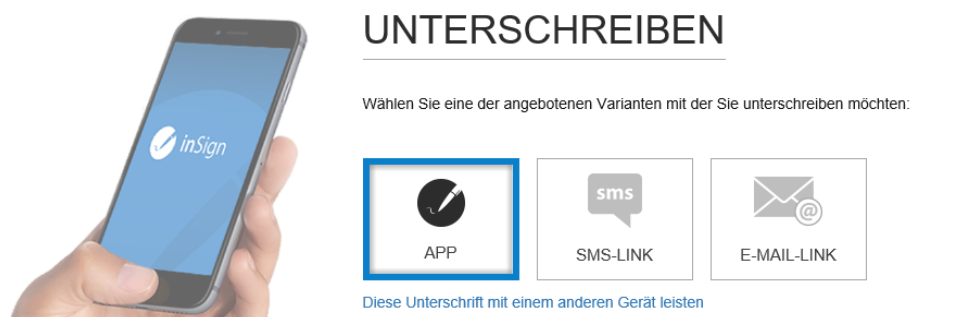 UNTERSCHREIBEN
Wählen Sie eine der angebotenen Varianten mit der Sie unterschreiben möchten:
inSign
sms
@
APP
SMS-LINK
E-MAIL-LINK
Diese Unterschrift mit einem anderen Gerät leisten